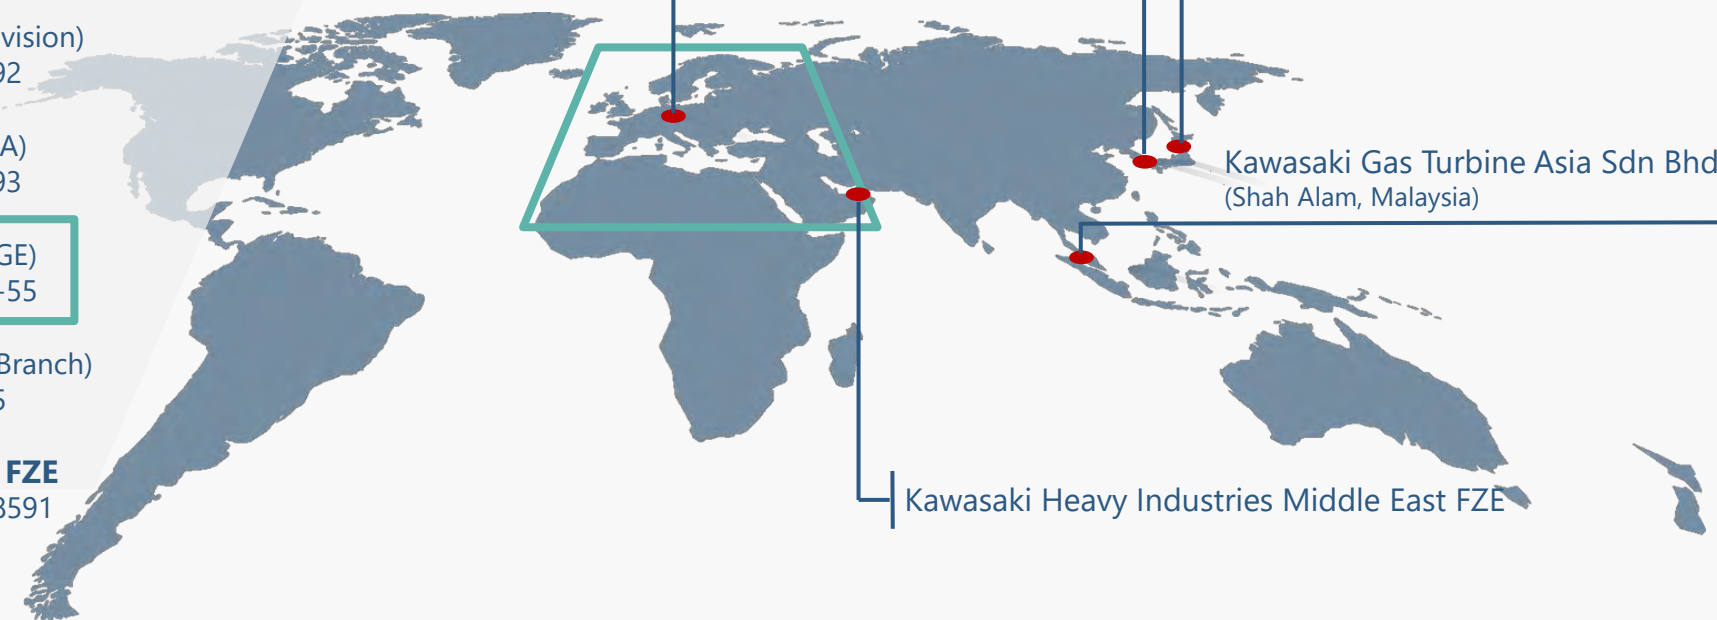 vision)
92
A)
93
GE)
-55
Branch)
5
FZE
3591
Kawasaki Gas Turbine Asia Sdn Bhd
(Shah Alam, Malaysia)
Kawasaki Heavy Industries Middle East FZE